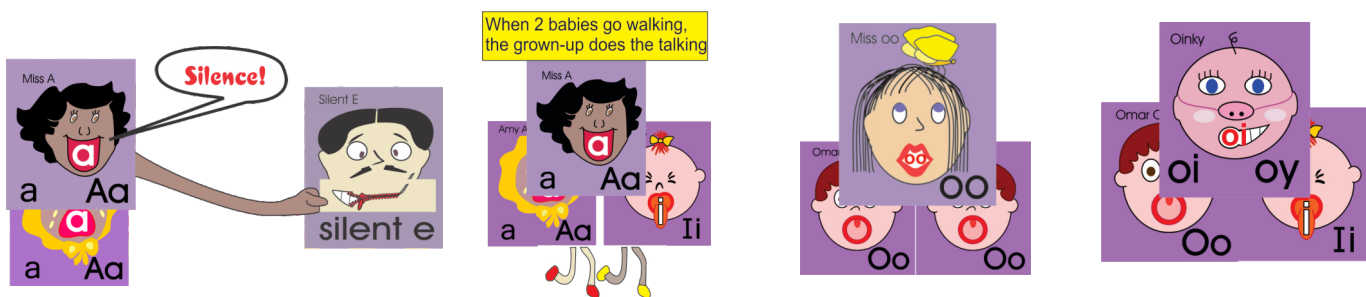 Miss A
Silence!
a
a Aa
a
a Aa
Silent E
silent e
When 2 babies go walking,
the grown-up does the talking
Miss A
a
a Aa
Amy A
a Aa
Ii
Miss oo
oo
oo
Omar
Oo
Oo
Oinky
oi
oi oy
Omar O
Oo
i
Ii